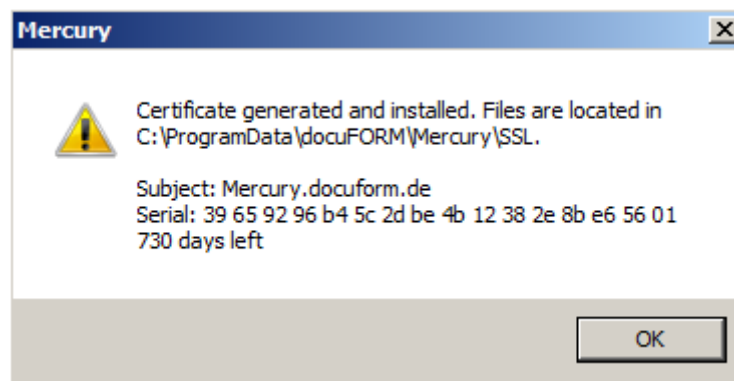 Mercury
Certificate generated and installed. Files are located in
C:\ProgramData\docuFORM\Mercury\SSL.
Subject: Mercury.docuform.de
Serial: 39 65 92 96 b4 5c 2d be 4b 12 38 2e 8b e6 56 01
730 days left
OK